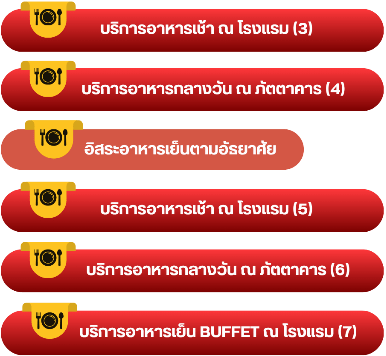 บริการอาหารเช้า ณ โรงแรม (3)
บริการอาหารกลางวัน ณ ภัตตาคาร (4)
อิสระอาหารเย็นตามอัธยาศัย
บริการอาหารเช้า ณ โรงแรม (5)
บริการอาหารกลางวัน ณ ภัตตาคาร (6)
บริการอาหารเย็น BUFFET ณ โรงแรม (7)